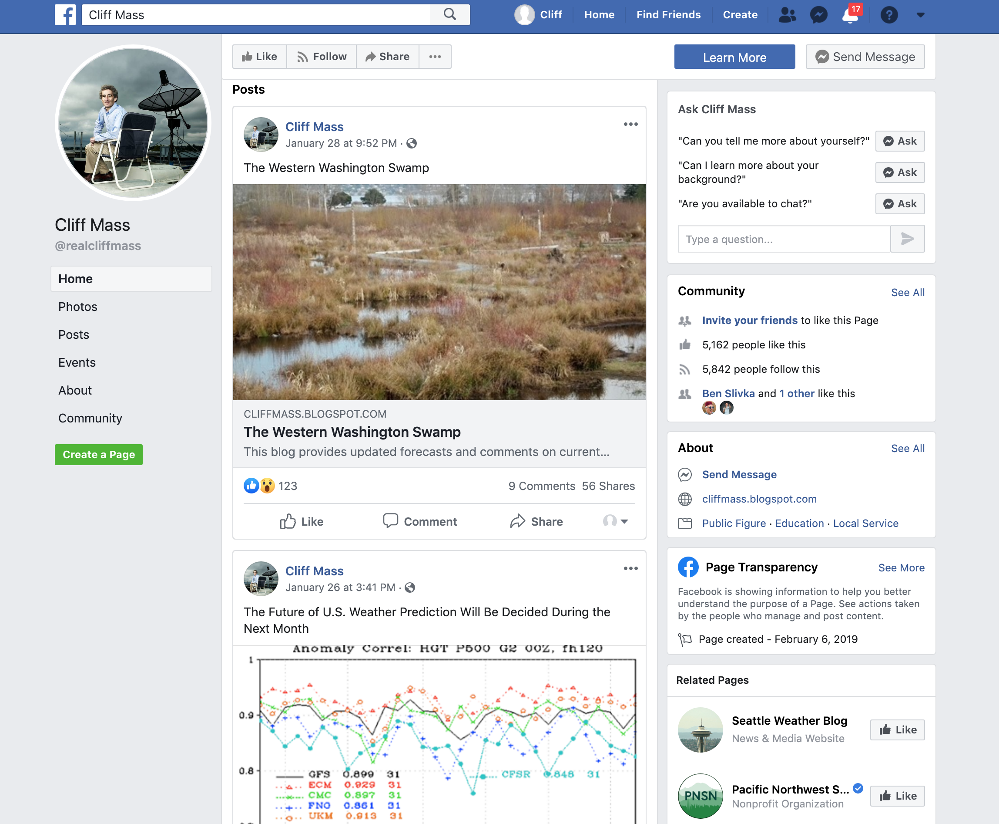 Cliff Mass
Cliff
Home
Find Friends
Create
17
Like
Follow
Share
Learn More
Send Message
Cliff Mass
@realcliffmass
Home
Photos
Posts
Events
About
Community
Create a Page
Posts
Cliff Mass
January 28 at 9:52 PM ·
The Western Washington Swamp
CLIFFMASS.BLOGSPOT.COM
The Western Washington Swamp
This blog provides updated forecasts and comments on current...
123
9 Comments 56 Shares
Like
Comment
Share
Cliff Mass
January 26 at 3:41 PM ·
The Future of U.S. Weather Prediction Will Be Decided During the
Next Month
Anomaly Correl: HGT P500 G2 00Z, fh120
1
0.9
0.8
GFS 0.899 31
ECM 0.929 31
CMC 0.897 31
FNG 0.861 31
UKM 0.913 31
CFSR 0.848 31
Ask Cliff Mass
"Can you tell me more about yourself?"
Ask
"Can I learn more about your
background?"
Ask
"Are you available to chat?"
Ask
Type a question...
Community
See All
Invite your friends to like this Page
5,162 people like this
5,842 people follow this
Ben Slivka and 1 other like this
About
See All
Send Message
cliffmass.blogspot.com
Public Figure · Education · Local Service
Page Transparency
See More
Facebook is showing information to help you better
understand the purpose of a Page. See actions taken
by the people who manage and post content.
Page created - February 6, 2019
Related Pages
Seattle Weather Blog
News & Media Website
Like
PNSN
Pacific Northwest S...
Nonprofit Organization
Like